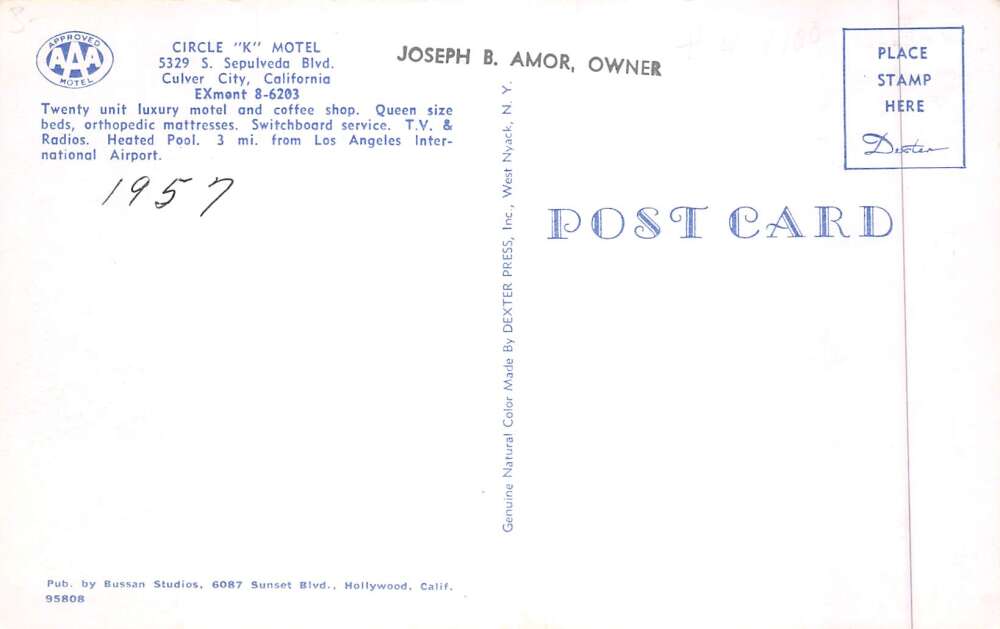 APPROVED
AAA
MOTEL
CIRCLE "K" MOTEL
5329 S. Sepulveda Blvd.
Culver City, California
EXmont 8-6203
Twenty unit luxury motel and coffee shop. Queen size
beds, orthopedic mattresses. Switchboard service. T.V. &
Radios. Heated Pool. 3 mi. from Los Angeles Inter-
national Airport.
1957
JOSEPH B. AMOR, OWNER
Genuine Natural Color Made By DEXTER PRESS, Inc., West Nyack, N. Y.
PLACE
STAMP
HERE
Dexter
POST CARD
Pub. by Bussan Studios, 6087 Sunset Blvd., Hollywood, Calif.
95808